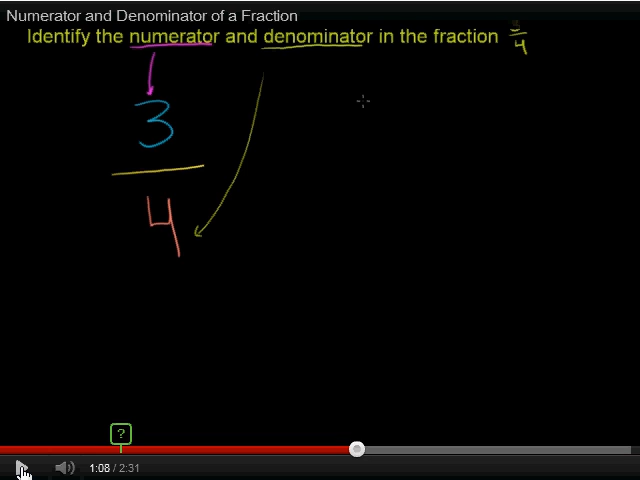 Numerator and Denominator of a Fraction
Identify the numerator and denominator in the fraction 3/4
3
4
?
1:08 / 2:31